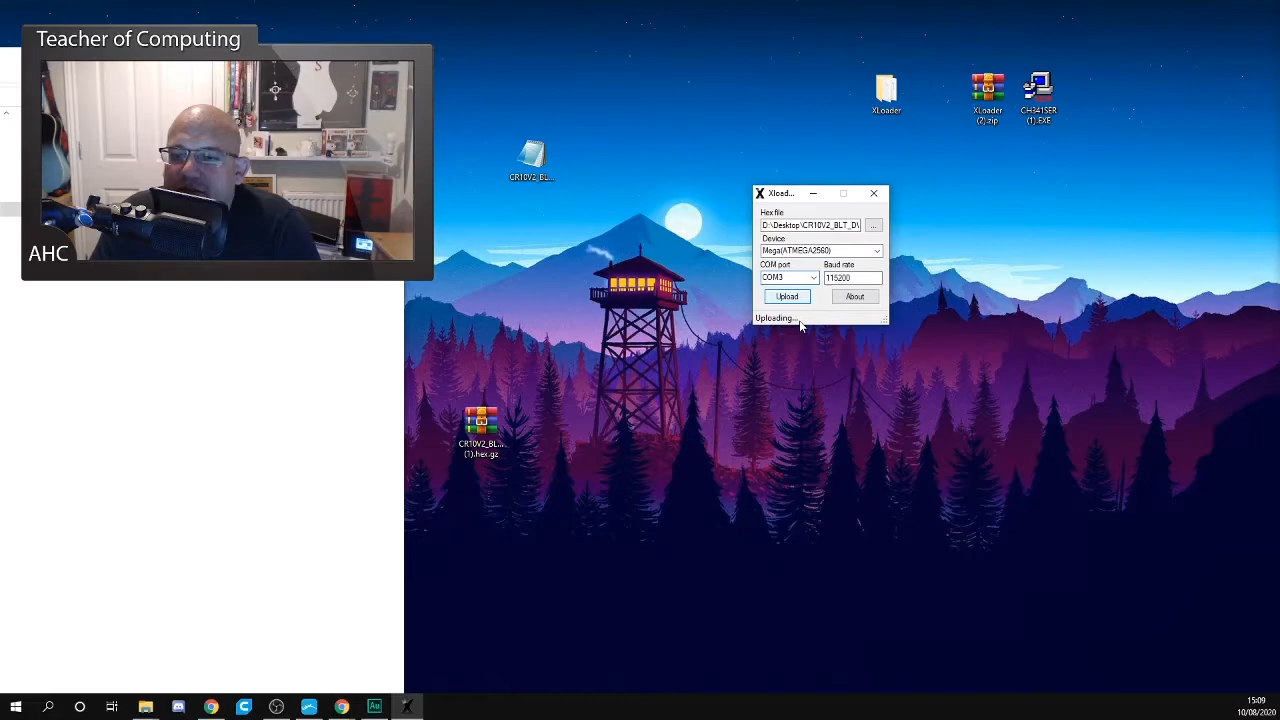 Teacher of Computing
AHC
XLoader
XLoader
(2).zip
CH341SER
(1).EXE
CR10V2_BL...
Xload...
Hex file
D:\Desktop\CR10V2_BLT_D\
...
Device
Mega(ATMEGA2560)
COM port
Baud rate
COM3
115200
Upload
About
Uploading...
CR10V2_BL...
(1).hex.gz
Au
15:09
10/08/2020